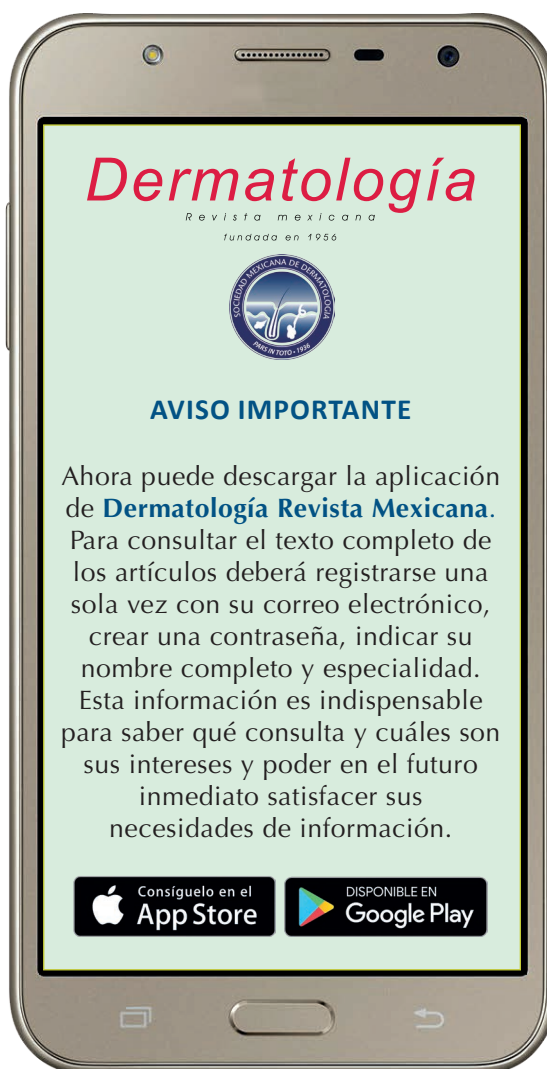 Dermatología
Revista mexicana
fundada en 1956
SOCIEDAD MEXICANA DE DERMATOLOGÍA
PARS IN TOTO • 1936
AVISO IMPORTANTE
Ahora puede descargar la aplicación
de Dermatología Revista Mexicana.
Para consultar el texto completo de
los artículos deberá registrarse una
sola vez con su correo electrónico,
crear una contraseña, indicar su
nombre completo y especialidad.
Esta información es indispensable
para saber qué consulta y cuáles son
sus intereses y poder en el futuro
inmediato satisfacer sus
necesidades de información.
Consíguelo en el
App Store
DISPONIBLE EN
Google Play